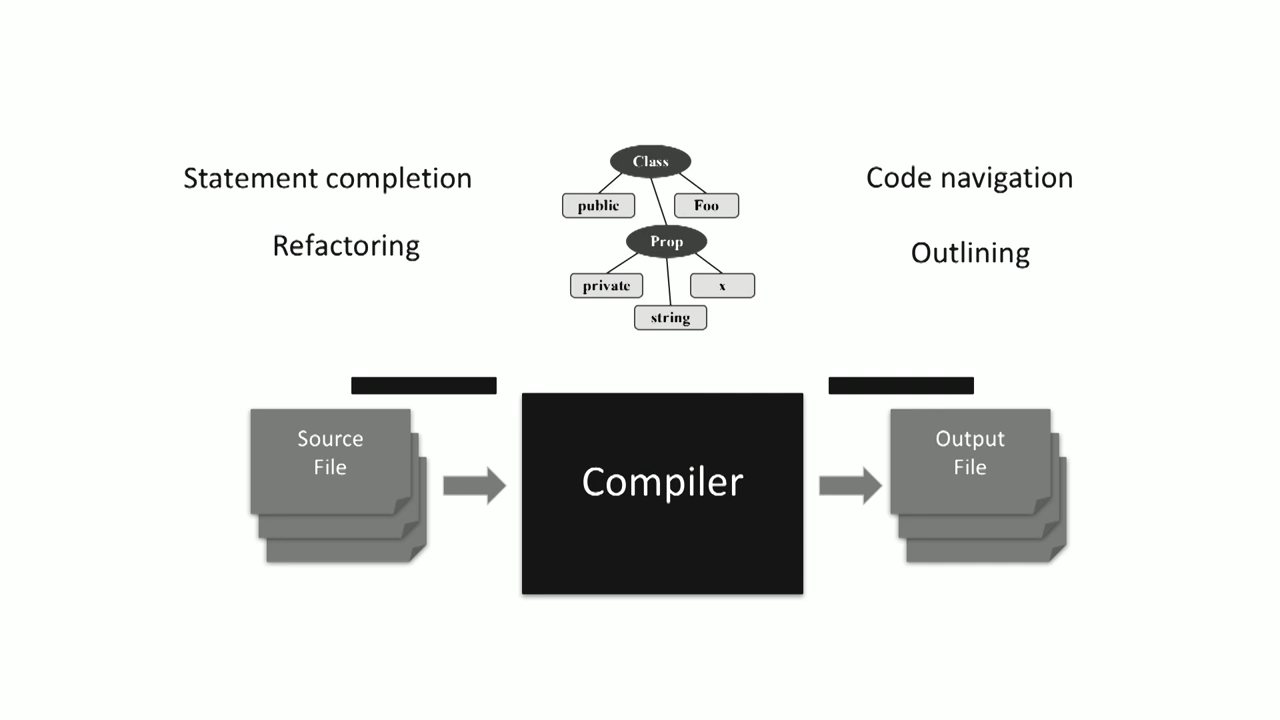 Statement completion
Refactoring
Class
public
Foo
Prop
private
x
string
Code navigation
Outlining
Source
File
Compiler
Output
File